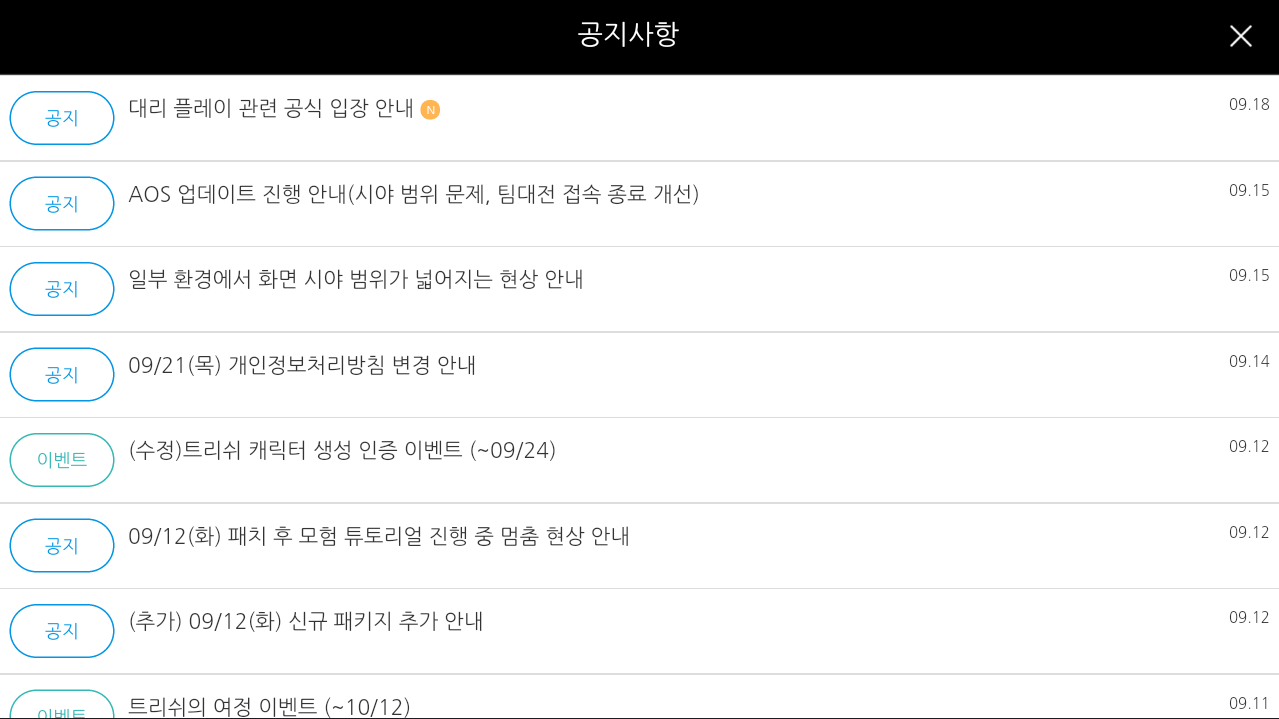 공지사항
공지 대리 플레이 관련 공식 입장 안내 N 09.18
공지 AOS 업데이트 진행 안내(시야 범위 문제, 팀대전 접속 종료 개선) 09.15
공지 일부 환경에서 화면 시야 범위가 넓어지는 현상 안내 09.15
공지 09/21(목) 개인정보처리방침 변경 안내 09.14
이벤트 (수정)트리쉬 캐릭터 생성 인증 이벤트 (~09/24) 09.12
공지 09/12(화) 패치 후 모험 튜토리얼 진행 중 멈춤 현상 안내 09.12
공지 (추가) 09/12(화) 신규 패키지 추가 안내 09.12
이벤트 트리쉬의 여정 이벤트 (~10/12) 09.11